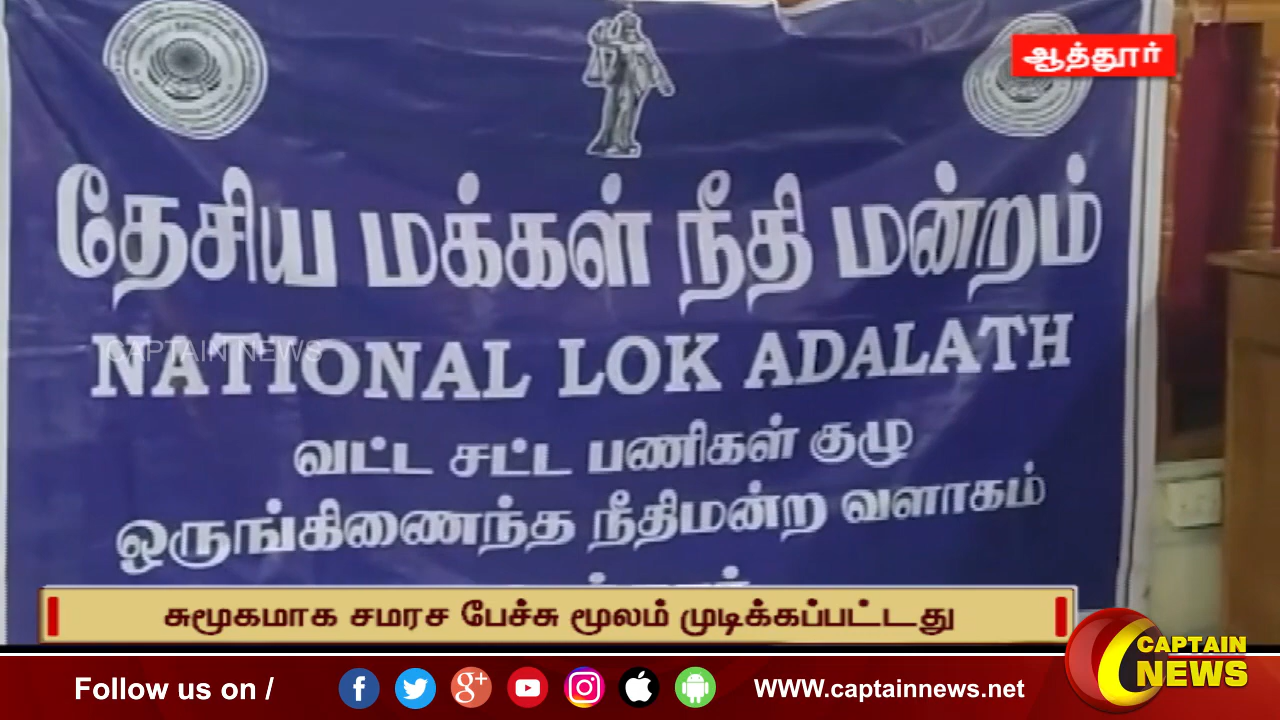 ஆத்தூர்
தேசிய மக்கள் நீதி மன்றம்
NATIONAL LOK ADALATH
CAPTAIN NEWS
வட்ட சட்ட பணிகள் குழு
ஒருங்கிணைந்த நீதிமன்ற வளாகம்
சுமூகமாக சமரச பேச்சு மூலம் முடிக்கப்பட்டது
Follow us on / WWW.captainnews.net
CAPTAIN NEWS